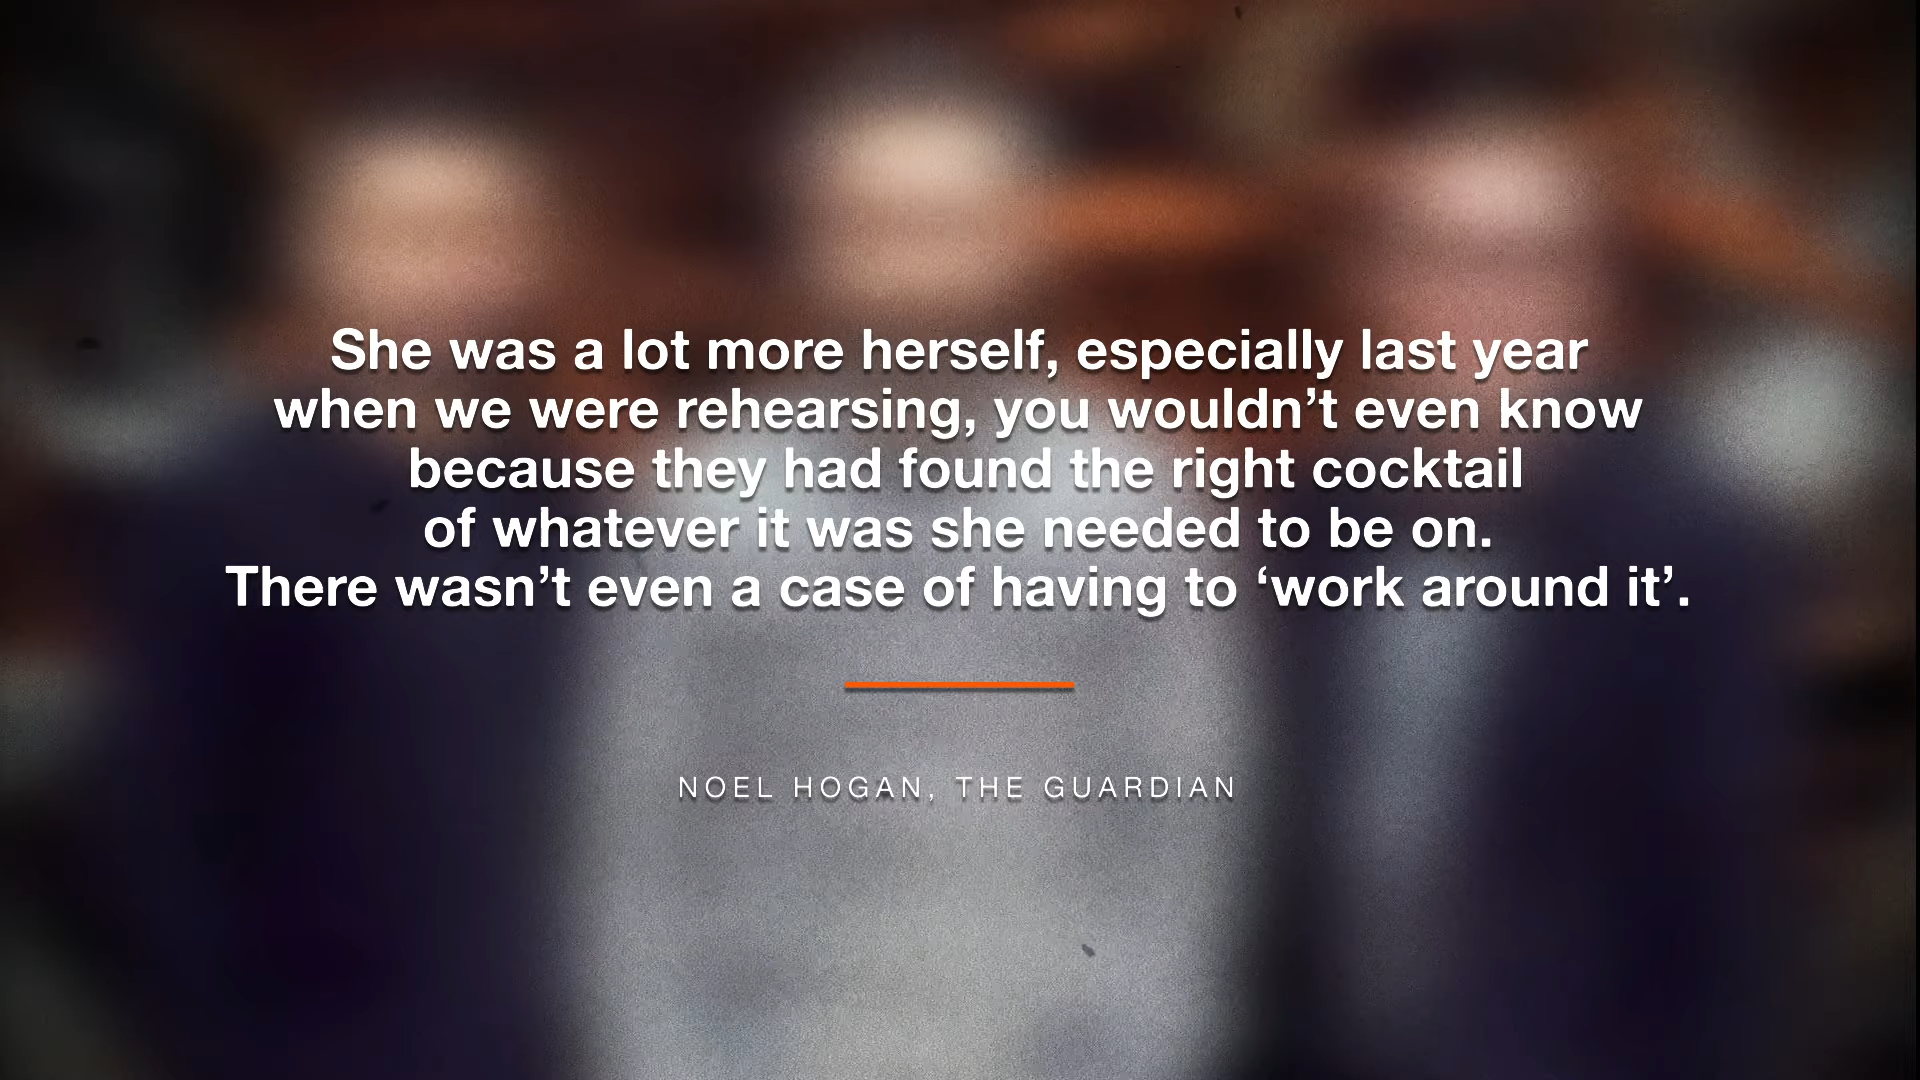 She was a lot more herself, especially last year
when we were rehearsing, you wouldn’t even know
because they had found the right cocktail
of whatever it was she needed to be on.
There wasn’t even a case of having to ‘work around it’.
NOEL HOGAN, THE GUARDIAN